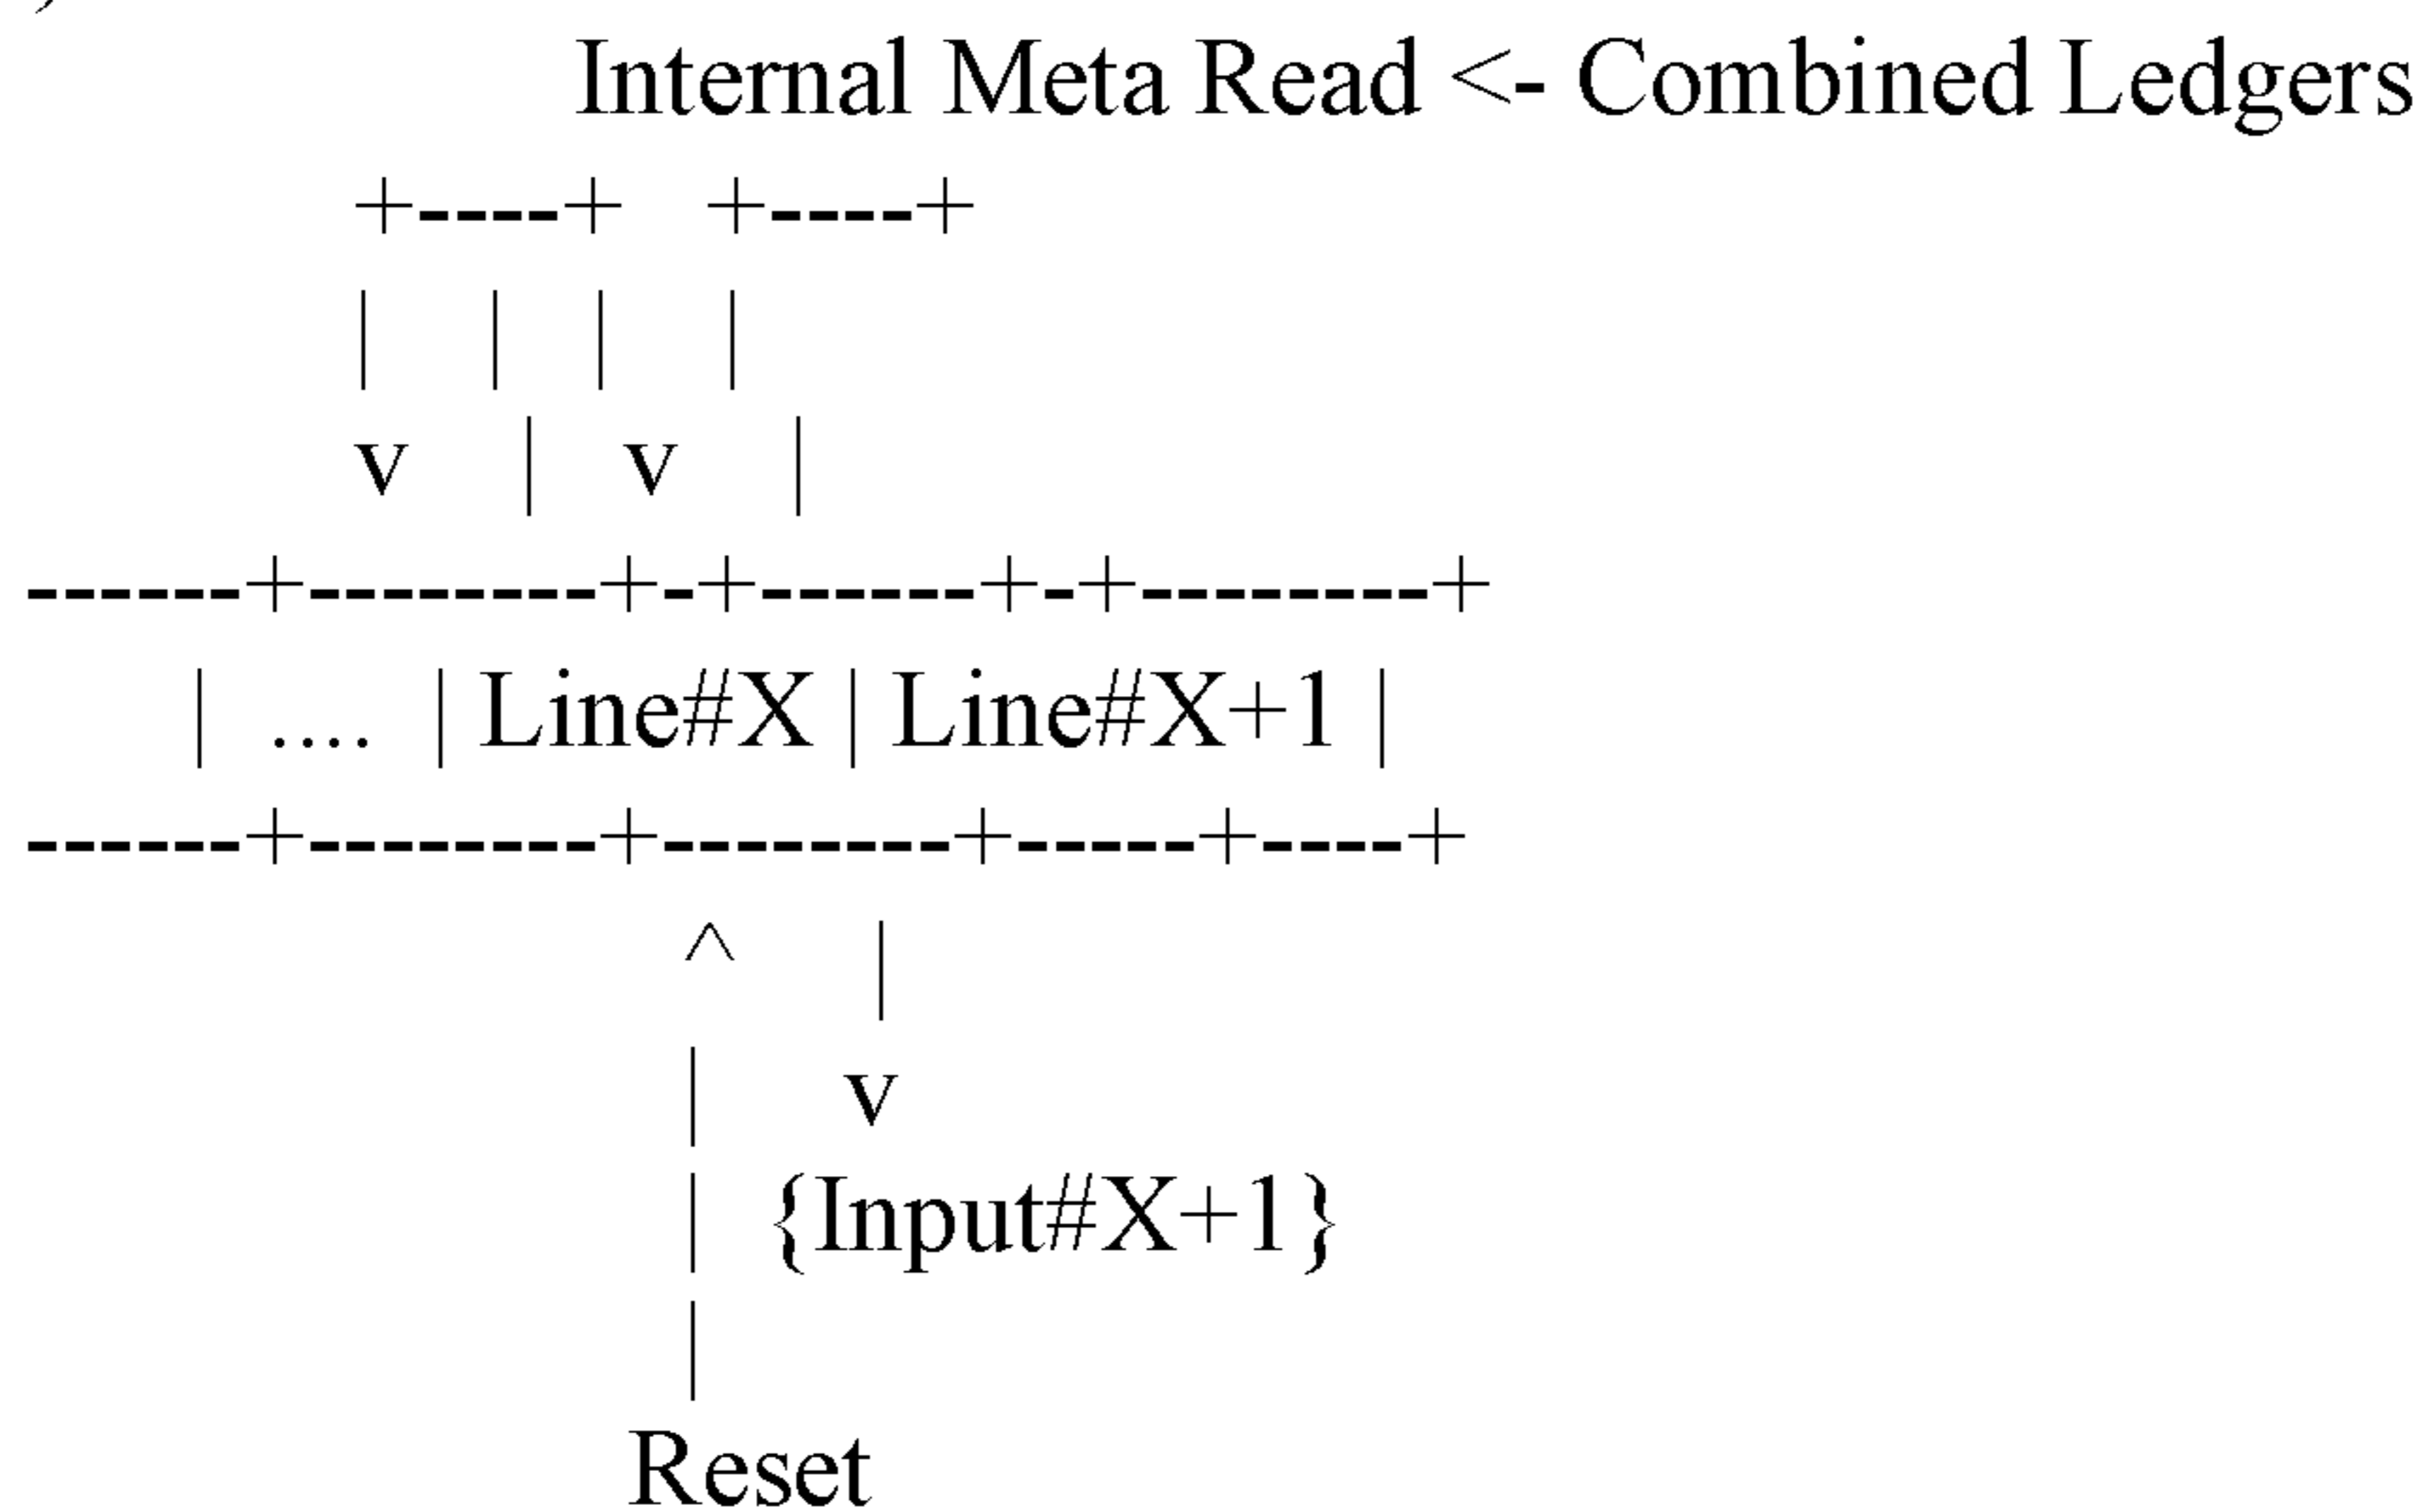 Internal Meta Read <- Combined Ledgers
+----+ +----+
| | | |
v | v |
------+--------+-+------+-+--------+
| .... | Line#X | Line#X+1 |
------+--------+--------+-----+----+
^ |
| v
| {Input#X+1}
|
Reset